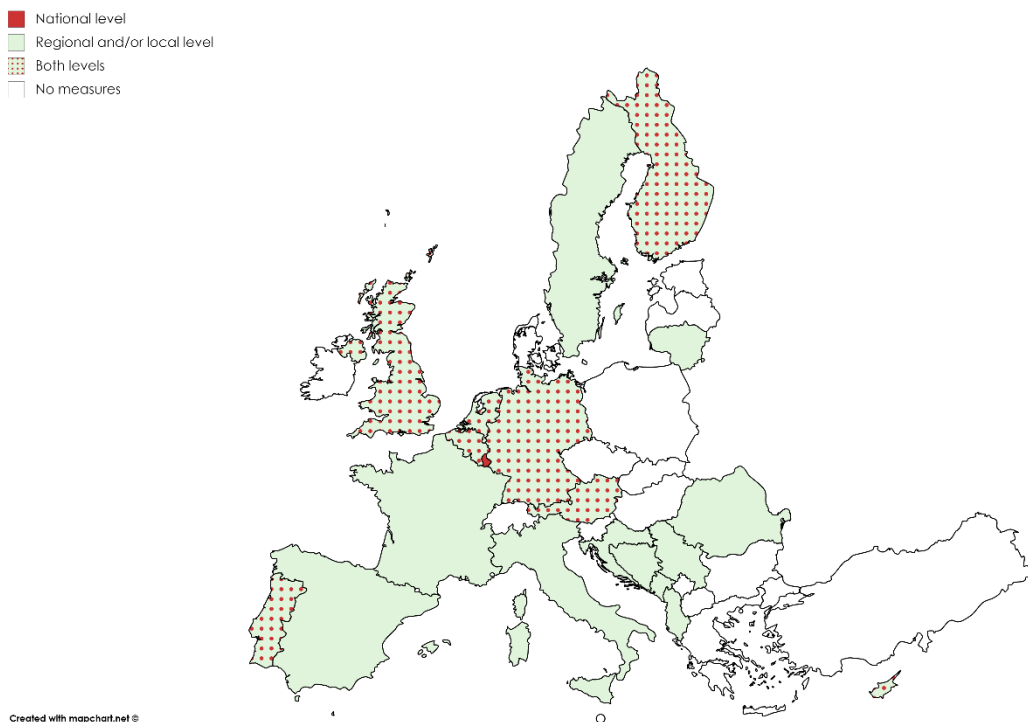 National level
Regional and/or local level
Both levels
No measures
Created with mapchart.net ©